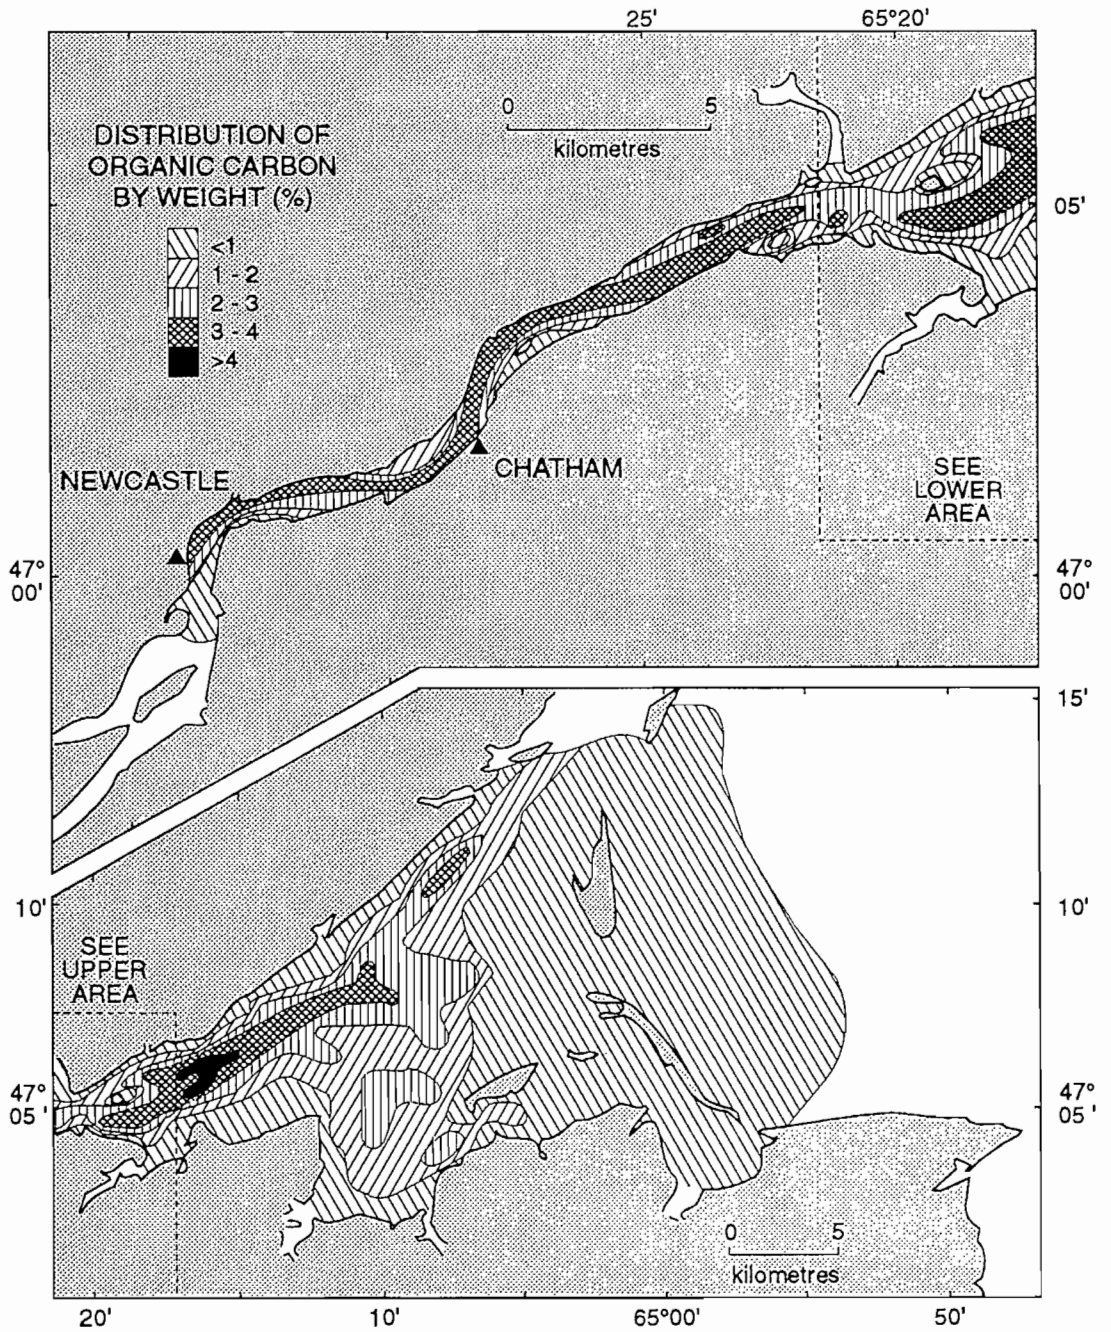 25' 65°20'
0 5
kilometres
DISTRIBUTION OF
ORGANIC CARBON
BY WEIGHT (%)
<1
1 - 2
2 - 3
3 - 4
>4
05'
NEWCASTLE
CHATHAM
SEE
LOWER
AREA
47°
00'
47°
00'
15'
10'
10'
SEE
UPPER
AREA
47°
05'
47°
05'
0 5
kilometres
20' 10' 65°00' 50'